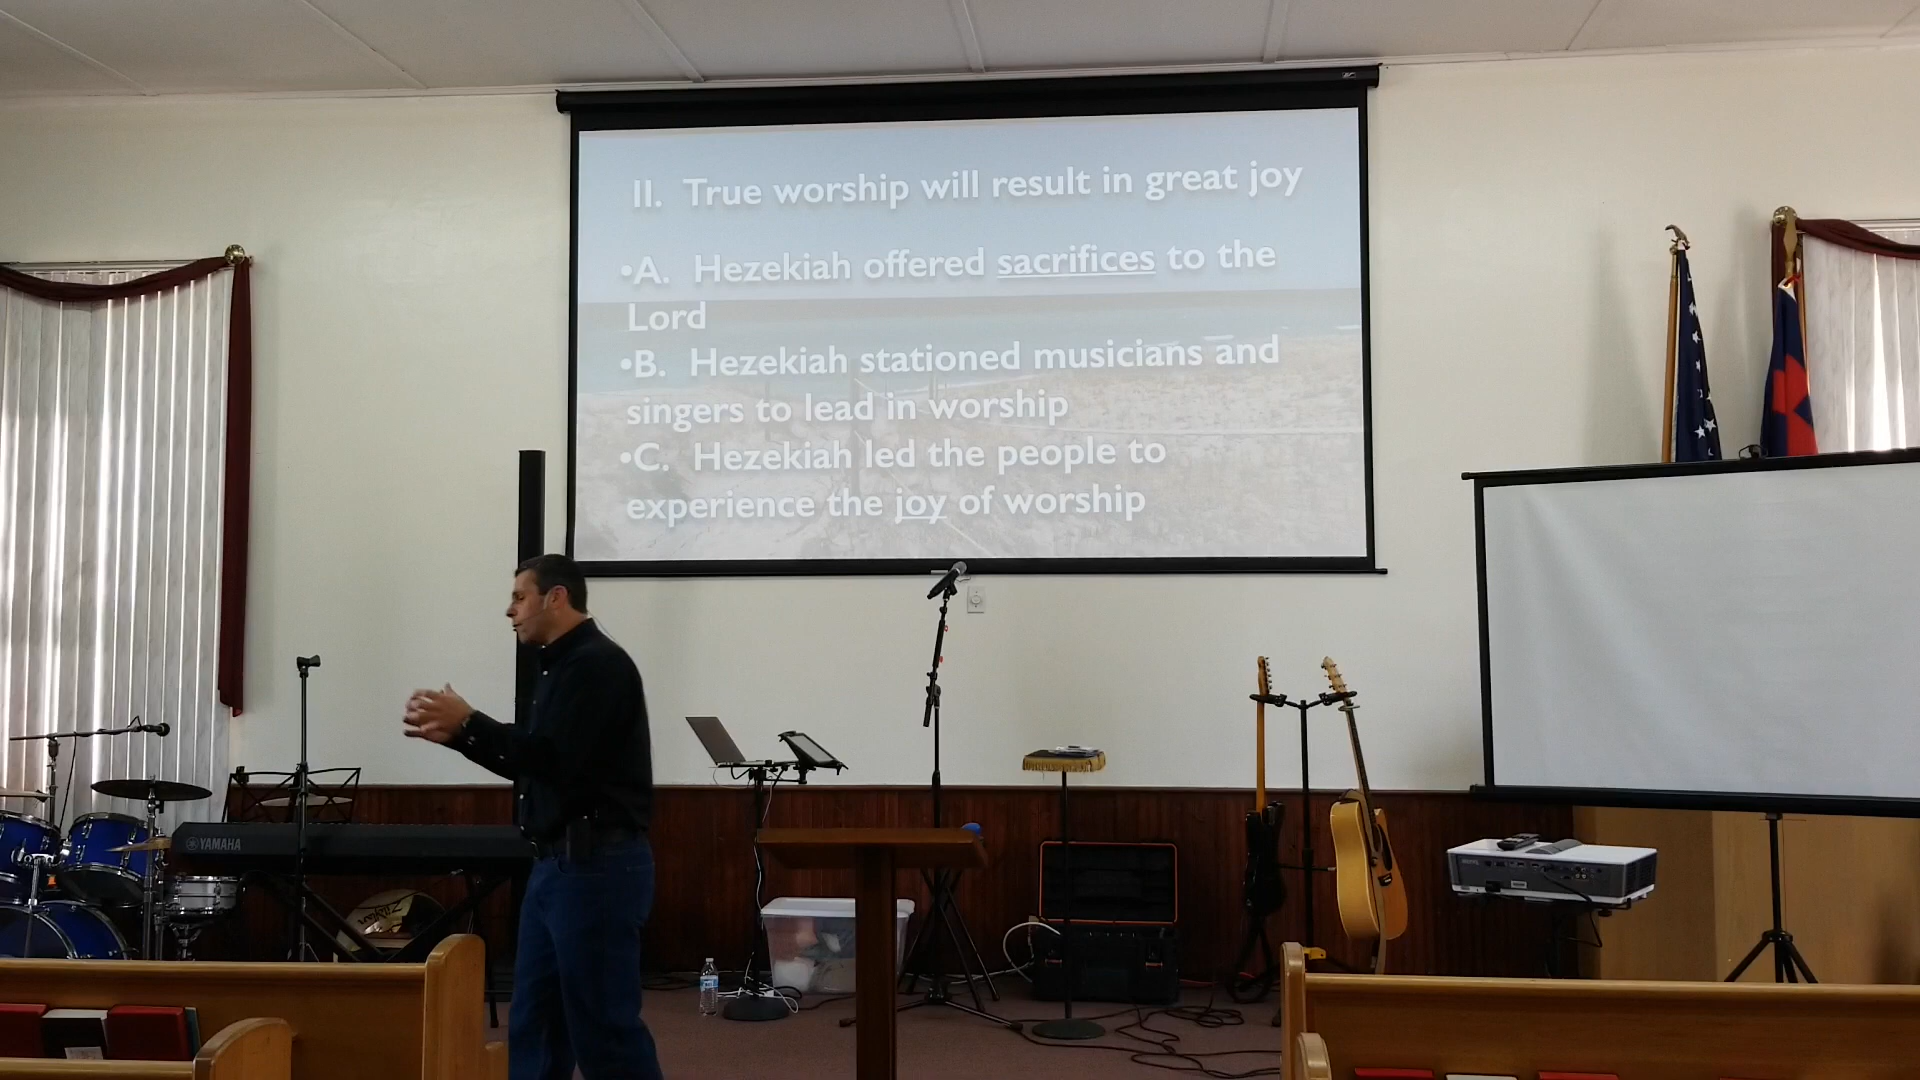 II. True worship will result in great joy
•A. Hezekiah offered sacrifices to the
Lord
•B. Hezekiah stationed musicians and
singers to lead in worship
•C. Hezekiah led the people to
experience the joy of worship
YAMAHA
Zildjian